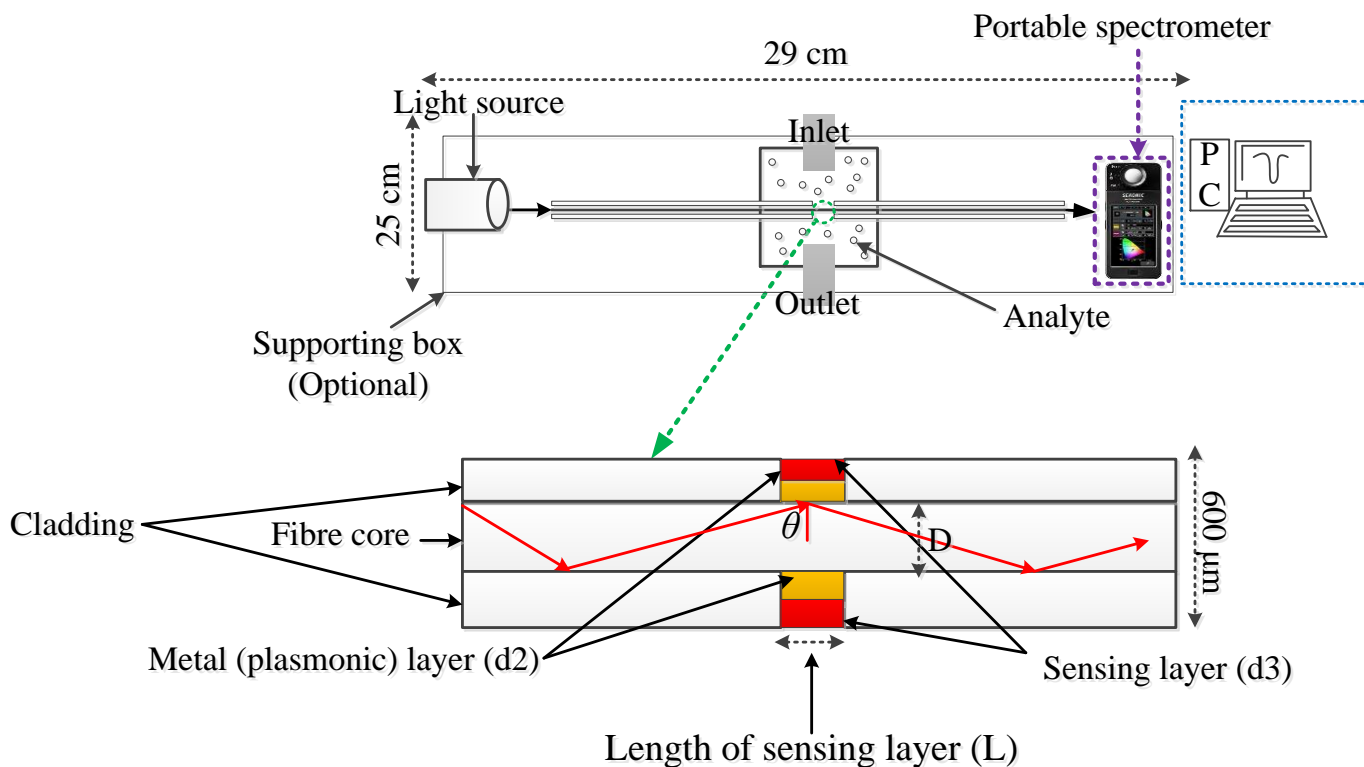 Portable spectrometer
29 cm
Light source
Inlet
25 cm
P
C
SEKONIC
Outlet
Analyte
Supporting box
(Optional)
Cladding
Fibre core
θ
D
600 µm
Metal (plasmonic) layer (d2)
Sensing layer (d3)
Length of sensing layer (L)